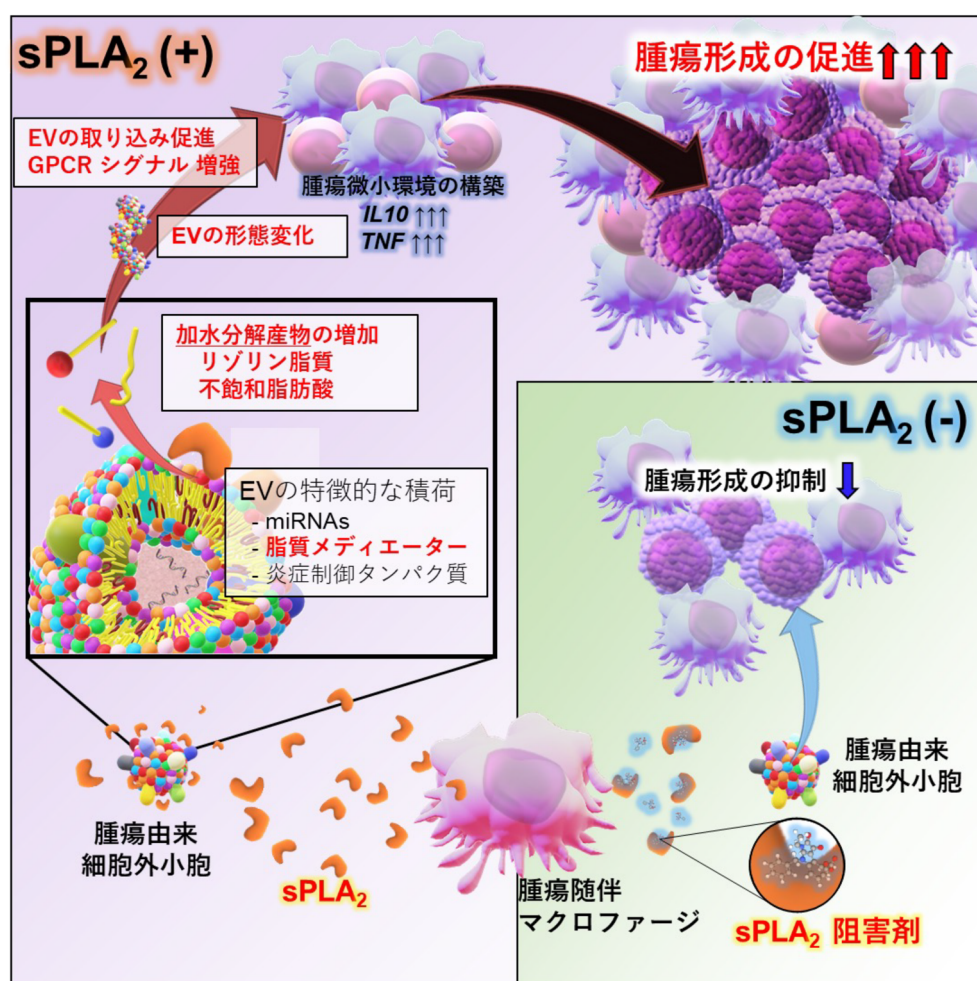 sPLA₂ (+)
腫瘍形成の促進
EVの取り込み促進
GPCR シグナル 増強
腫瘍微小環境の構築
IL10 ↑↑↑
TNF ↑↑↑
EVの形態変化
加水分解産物の増加
リゾリン脂質
不飽和脂肪酸
EVの特徴的な積荷
- miRNAs
- 脂質メディエーター
- 炎症制御タンパク質
腫瘍由来
細胞外小胞
sPLA₂
腫瘍随伴
マクロファージ
sPLA₂ (-)
腫瘍形成の抑制
腫瘍由来
細胞外小胞
sPLA₂ 阻害剤